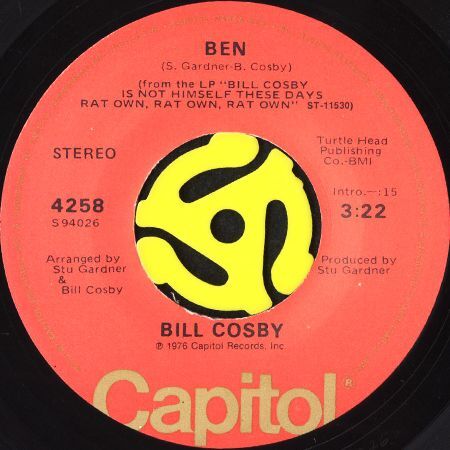 BEN
(S. Gardner-B. Cosby)
(from the LP "BILL COSBY
IS NOT HIMSELF THESE DAYS
RAT OWN, RAT OWN, RAT OWN" ST-11530)
STEREO
Turtle Head
Publishing
Co.-BMI
4258
S94026
Intro.—:15
3:22
Arranged by
Stu Gardner
&
Bill Cosby
Produced by
Stu Gardner
BILL COSBY
℗ 1976 Capitol Records, Inc.
Capitol®